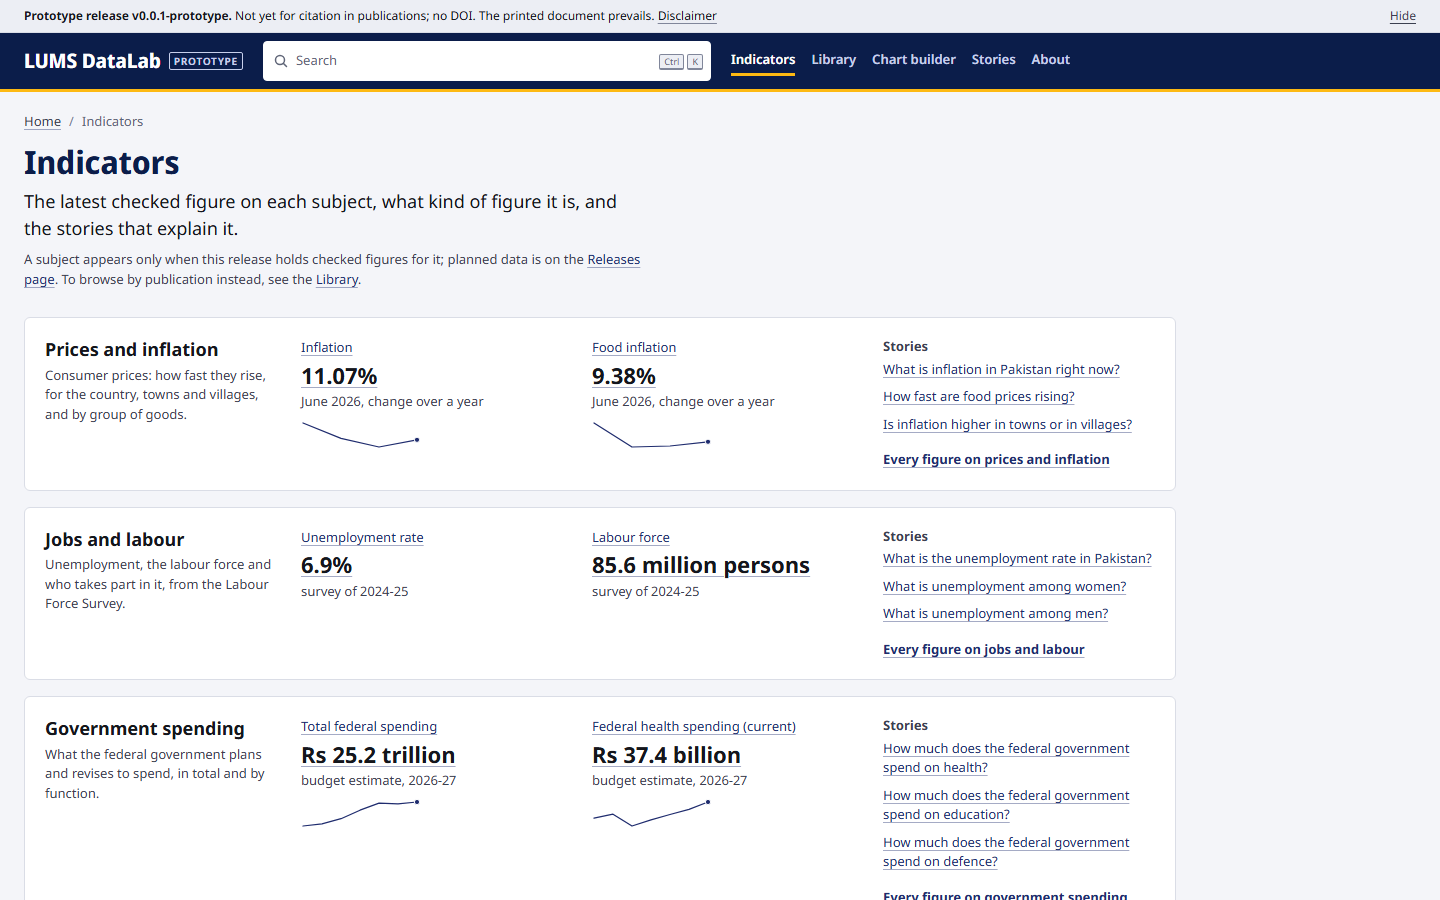 Prototype release v0.0.1-prototype. Not yet for citation in publications; no DOI. The printed document prevails. Disclaimer
Hide
LUMS DataLab PROTOTYPE
Search Ctrl K
Indicators Library Chart builder Stories About
Home / Indicators
Indicators
The latest checked figure on each subject, what kind of figure it is, and
the stories that explain it.
A subject appears only when this release holds checked figures for it; planned data is on the Releases
page. To browse by publication instead, see the Library.
Prices and inflation
Consumer prices: how fast they rise,
for the country, towns and villages,
and by group of goods.
Inflation
11.07%
June 2026, change over a year
Food inflation
9.38%
June 2026, change over a year
Stories
What is inflation in Pakistan right now?
How fast are food prices rising?
Is inflation higher in towns or in villages?
Every figure on prices and inflation
Jobs and labour
Unemployment, the labour force and
who takes part in it, from the Labour
Force Survey.
Unemployment rate
6.9%
survey of 2024-25
Labour force
85.6 million persons
survey of 2024-25
Stories
What is the unemployment rate in Pakistan?
What is unemployment among women?
What is unemployment among men?
Every figure on jobs and labour
Government spending
What the federal government plans
and revises to spend, in total and by
function.
Total federal spending
Rs 25.2 trillion
budget estimate, 2026-27
Federal health spending (current)
Rs 37.4 billion
budget estimate, 2026-27
Stories
How much does the federal government
spend on health?
How much does the federal government
spend on education?
How much does the federal government
spend on defence?
Every figure on government spending